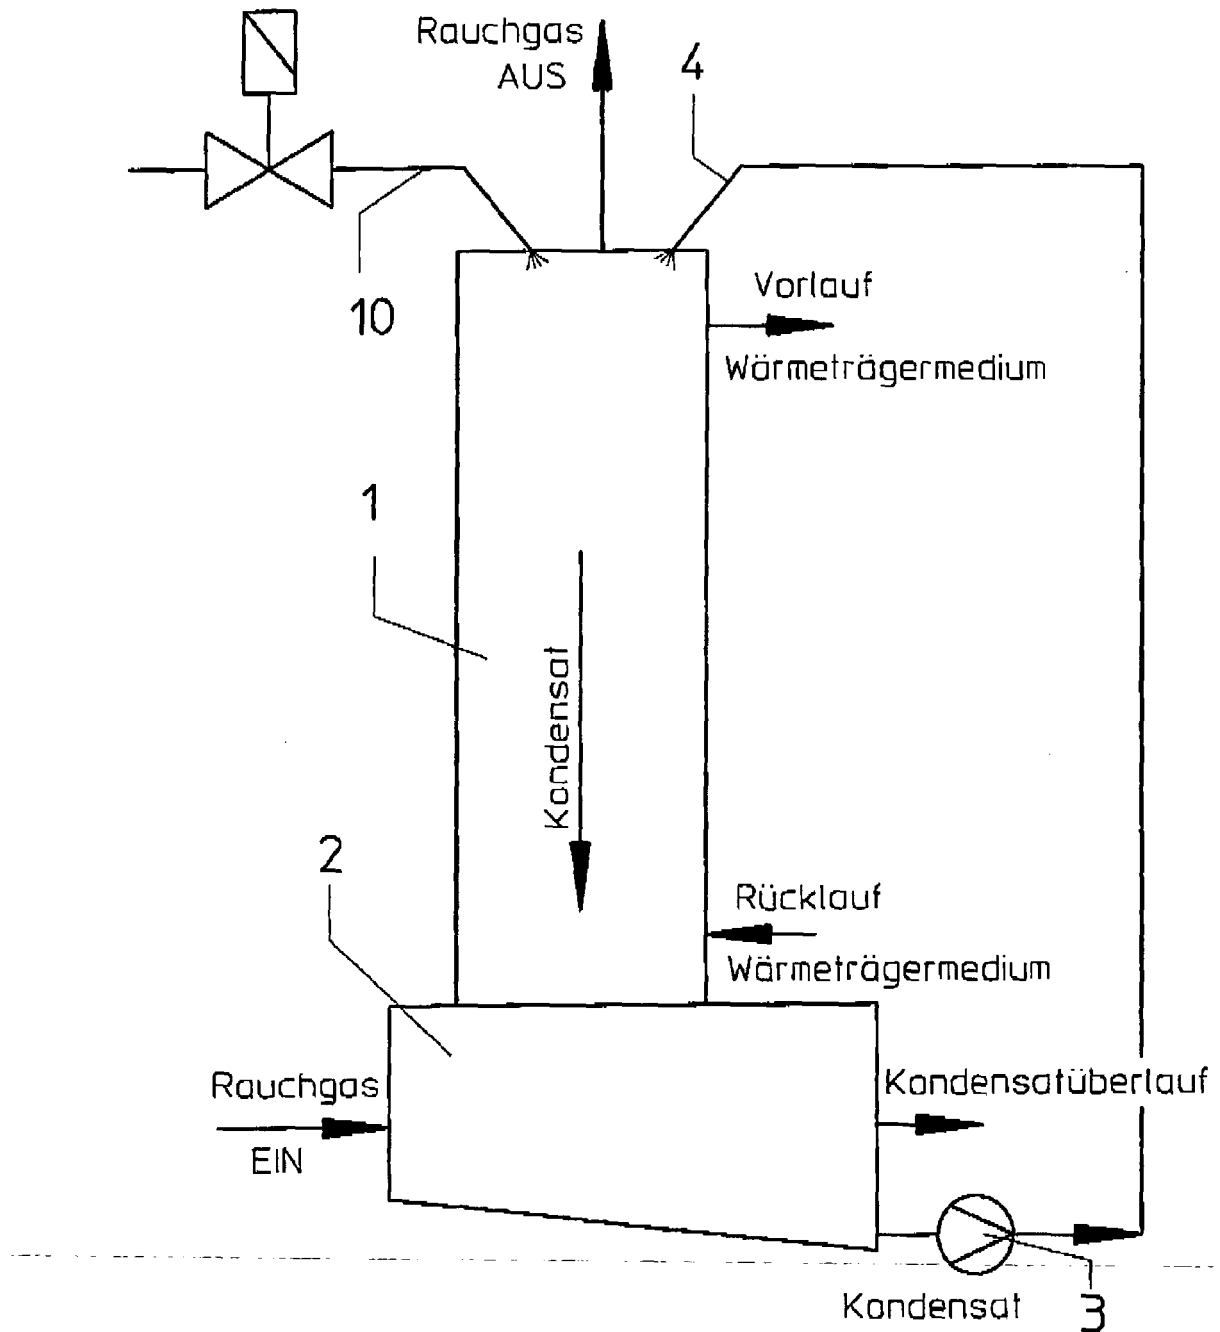 Rauchgas
AUS
4
10
Vorlauf
Wärmeträgermedium
1
Kondensat
2
Rücklauf
Wärmeträgermedium
Rauchgas
EIN
Kondensatüberlauf
Kondensat
3